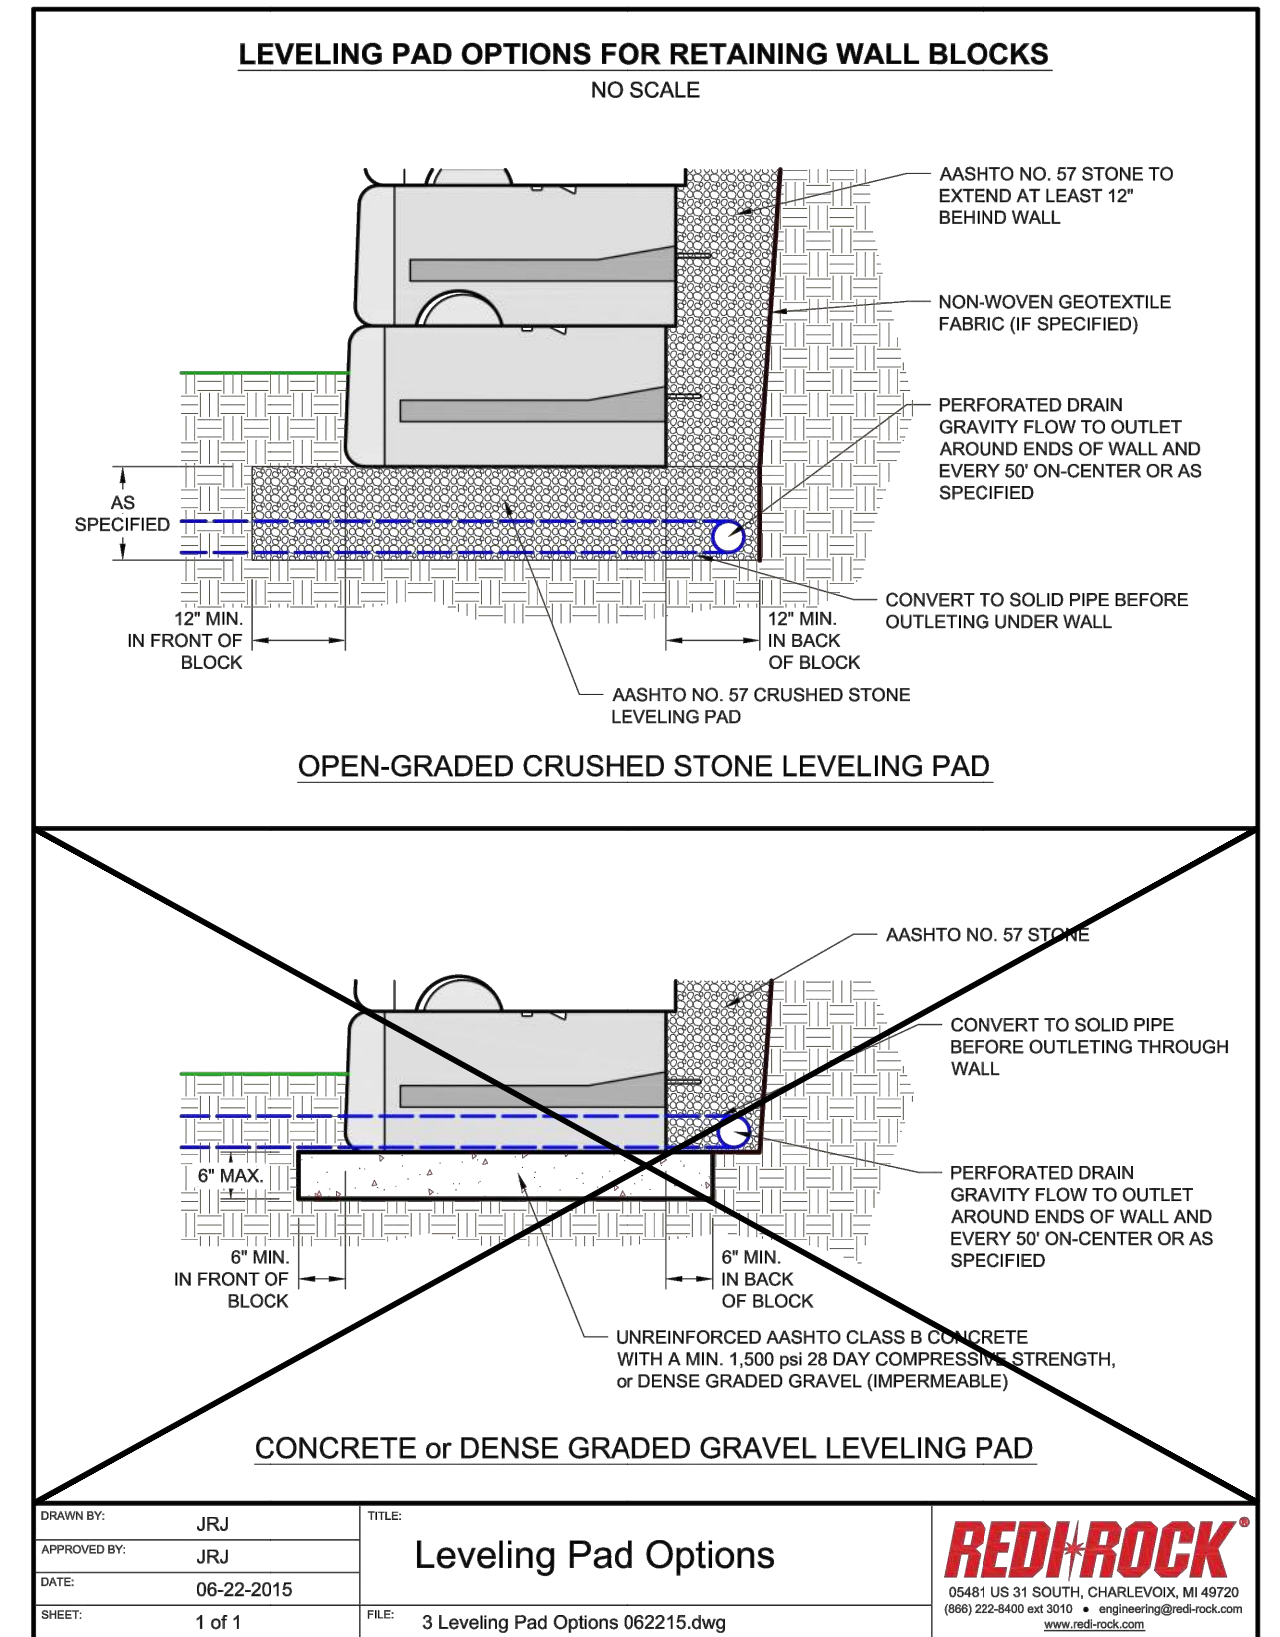 LEVELING PAD OPTIONS FOR RETAINING WALL BLOCKS
NO SCALE
AASHTO NO. 57 STONE TO
EXTEND AT LEAST 12"
BEHIND WALL
NON-WOVEN GEOTEXTILE
FABRIC (IF SPECIFIED)
PERFORATED DRAIN
GRAVITY FLOW TO OUTLET
AROUND ENDS OF WALL AND
EVERY 50' ON-CENTER OR AS
SPECIFIED
AS
SPECIFIED
CONVERT TO SOLID PIPE BEFORE
OUTLETING UNDER WALL
12" MIN.
IN FRONT OF
BLOCK
12" MIN.
IN BACK
OF BLOCK
AASHTO NO. 57 CRUSHED STONE
LEVELING PAD
OPEN-GRADED CRUSHED STONE LEVELING PAD
AASHTO NO. 57 STONE
CONVERT TO SOLID PIPE
BEFORE OUTLETING THROUGH
WALL
6" MAX.
PERFORATED DRAIN
GRAVITY FLOW TO OUTLET
AROUND ENDS OF WALL AND
EVERY 50' ON-CENTER OR AS
SPECIFIED
6" MIN.
IN FRONT OF
BLOCK
6" MIN.
IN BACK
OF BLOCK
UNREINFORCED AASHTO CLASS B CONCRETE
WITH A MIN. 1,500 psi 28 DAY COMPRESSIVE STRENGTH,
or DENSE GRADED GRAVEL (IMPERMEABLE)
CONCRETE or DENSE GRADED GRAVEL LEVELING PAD
DRAWN BY:
JRJ
APPROVED BY:
JRJ
DATE:
06-22-2015
SHEET:
1 of 1
TITLE:
Leveling Pad Options
FILE:
3 Leveling Pad Options 062215.dwg
REDI ROCK®
05481 US 31 SOUTH, CHARLEVOIX, MI 49720
(866) 222-8400 ext 3010 ● engineering@redi-rock.com
www.redi-rock.com